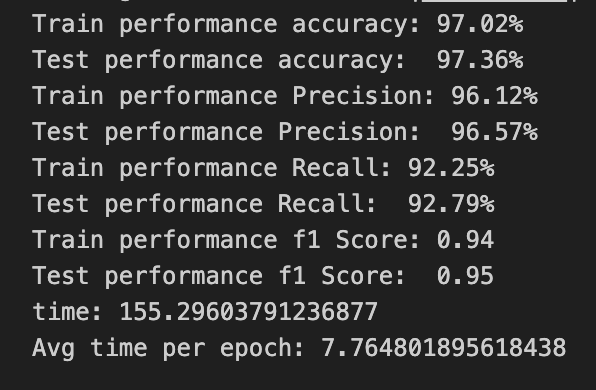 Train performance accuracy: 97.02%
Test performance accuracy:  97.36%
Train performance Precision: 96.12%
Test performance Precision:  96.57%
Train performance Recall: 92.25%
Test performance Recall:  92.79%
Train performance f1 Score: 0.94
Test performance f1 Score:  0.95
time: 155.29603791236877
Avg time per epoch: 7.764801895618438